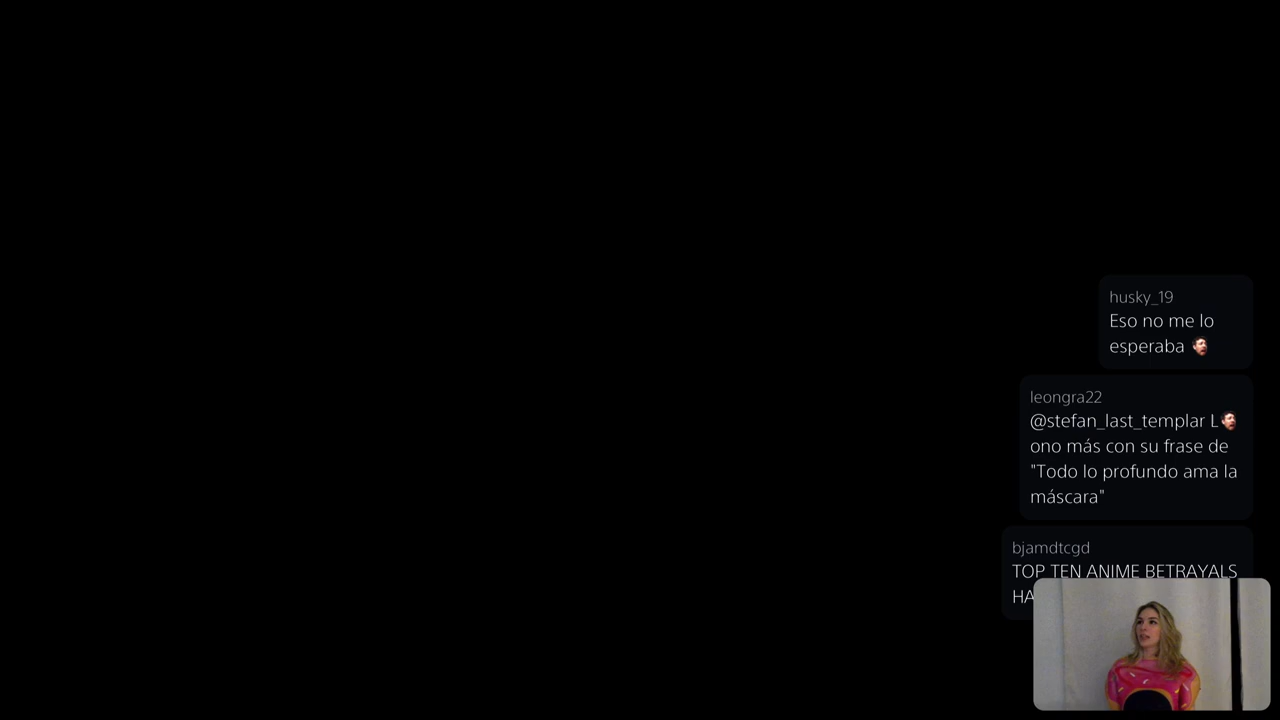 husky_19
Eso no me lo
esperaba
leongra22
@stefan_last_templar L
ono más con su frase de
"Todo lo profundo ama la
máscara"
bjamdtcgd
TOP TEN ANIME BETRAYALS
HA